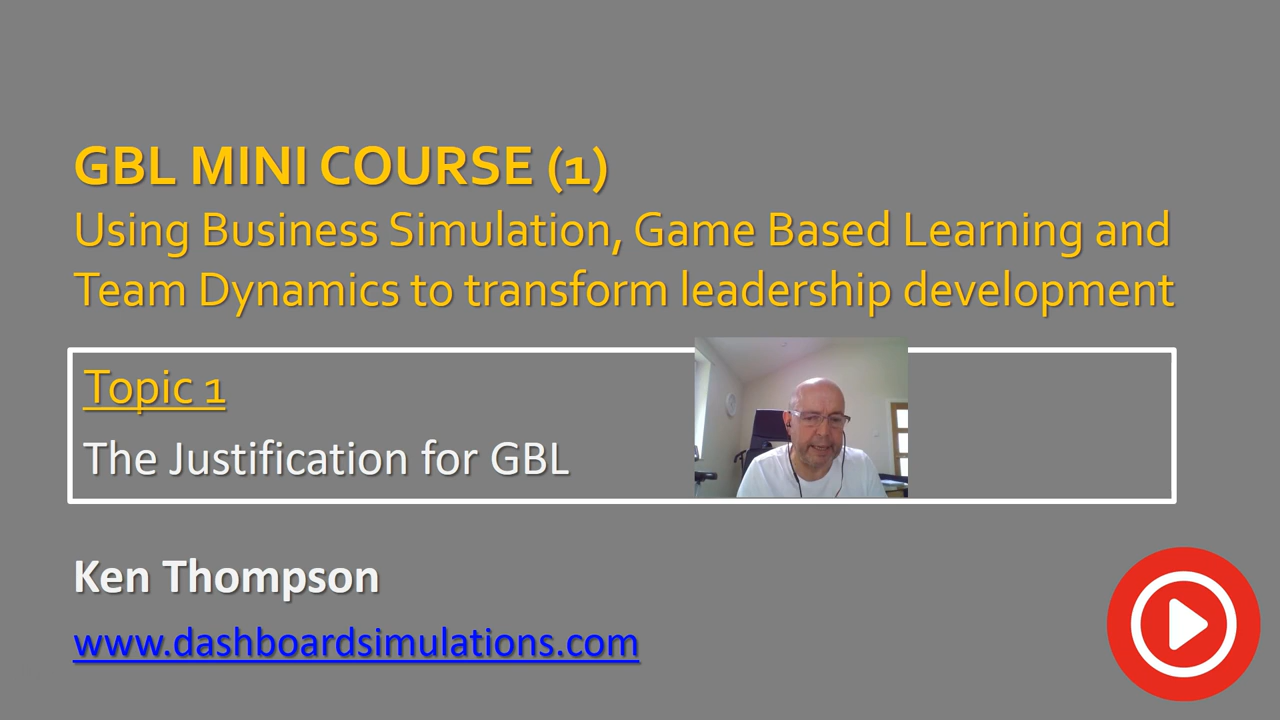 GBL MINI COURSE (1)
Using Business Simulation, Game Based Learning and
Team Dynamics to transform leadership development
Topic 1
The Justification for GBL
Ken Thompson
www.dashboardsimulations.com